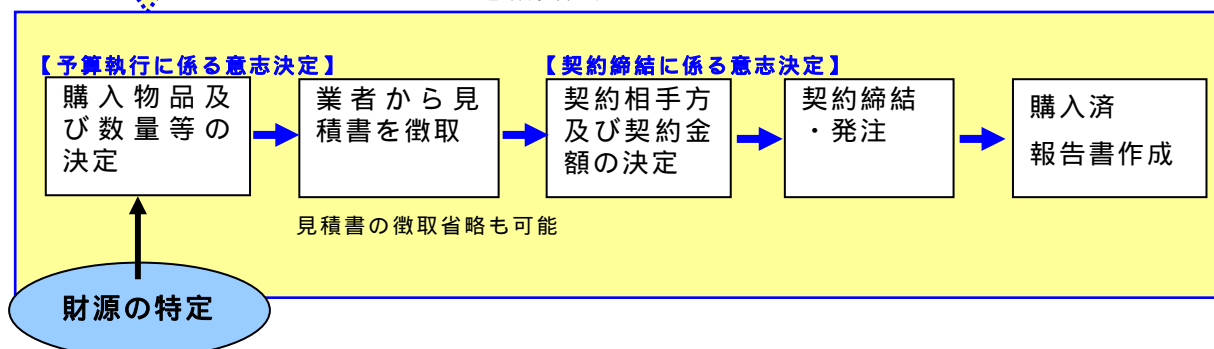 【予算執行に係る意志決定】
【契約締結に係る意志決定】
購入物品及
び数量等の
決定
業者から見
積書を徴取
契約相手方
及び契約金
額の決定
契約締結
・発注
購入済
報告書作成
見積書の徴取省略も可能
財源の特定